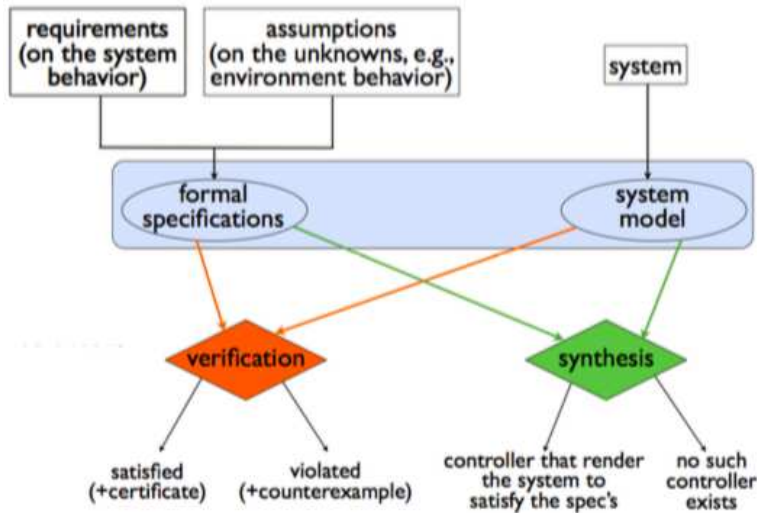 requirements
(on the system
behavior)
assumptions
(on the unknowns, e.g.,
environment behavior)
system
formal
specifications
system
model
verification
synthesis
satisfied
(+certificate)
violated
(+counterexample)
controller that render
the system to
satisfy the spec's
no such
controller
exists